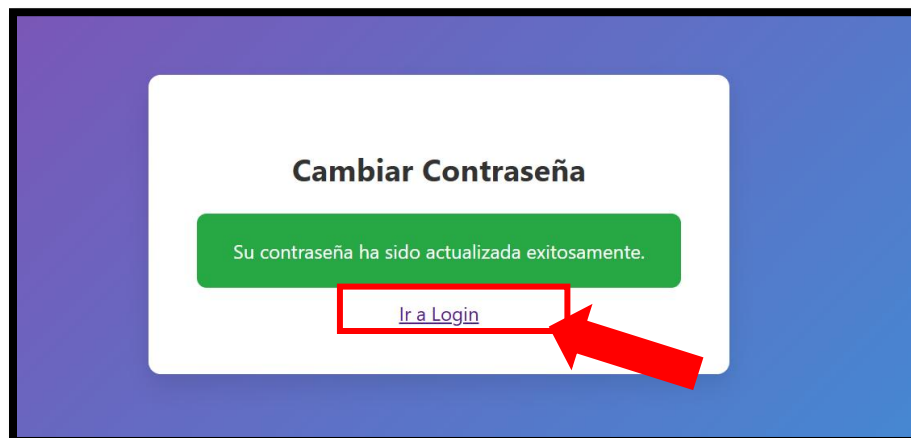 Cambiar Contraseña
Su contraseña ha sido actualizada exitosamente.
Ir a Login